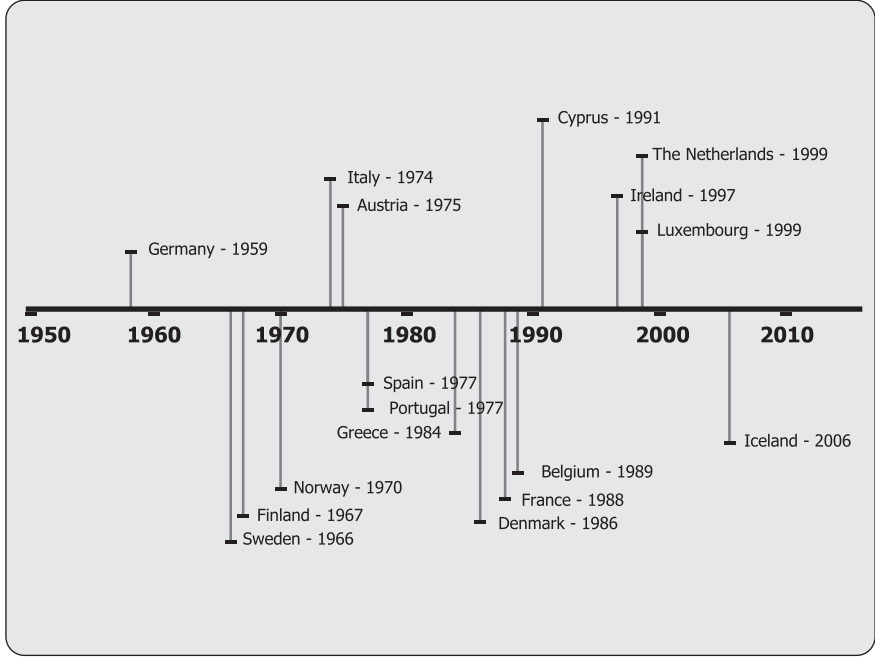 Cyprus - 1991
The Netherlands - 1999
Italy - 1974
Ireland - 1997
Austria - 1975
Luxembourg - 1999
Germany - 1959
1950 1960 1970 1980 1990 2000 2010
Spain - 1977
Portugal - 1977
Greece - 1984
Iceland - 2006
Belgium - 1989
Norway - 1970
France - 1988
Finland - 1967
Denmark - 1986
Sweden - 1966